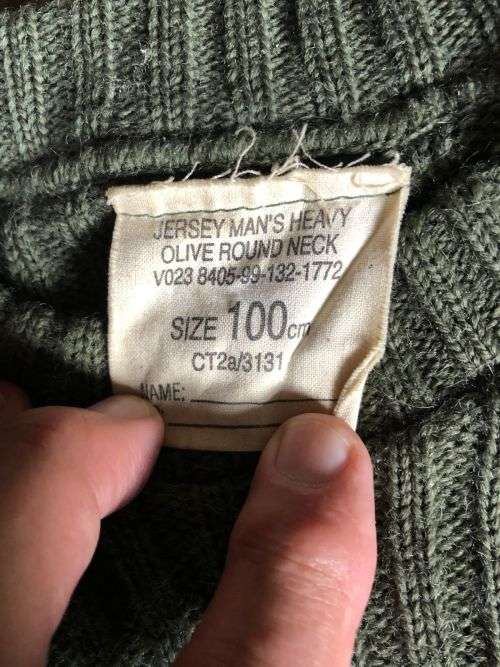 JERSEY MAN'S HEAVY
OLIVE ROUND NECK
V023 8405-99-132-1772
SIZE 100cm
CT2a/3131
NAME: